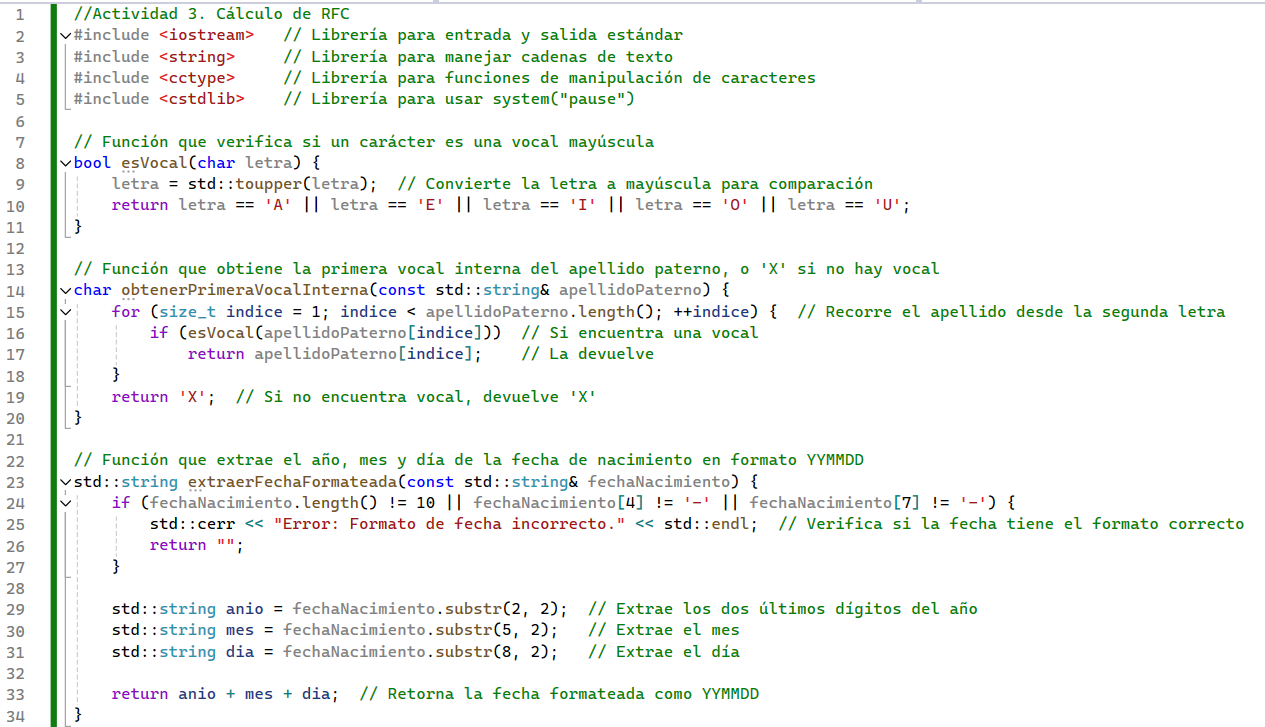 1 //Actividad 3. Cálculo de RFC
2 #include <iostream>   // Librería para entrada y salida estándar
3 #include <string>     // Librería para manejar cadenas de texto
4 #include <cctype>     // Librería para funciones de manipulación de caracteres
5 #include <cstdlib>    // Librería para usar system("pause")
6
7 // Función que verifica si un carácter es una vocal mayúscula
8 bool esVocal(char letra) {
9     letra = std::toupper(letra);  // Convierte la letra a mayúscula para comparación
10     return letra == 'A' || letra == 'E' || letra == 'I' || letra == 'O' || letra == 'U';
11 }
12
13 // Función que obtiene la primera vocal interna del apellido paterno, o 'X' si no hay vocal
14 char obtenerPrimeraVocalInterna(const std::string& apellidoPaterno) {
15     for (size_t indice = 1; indice < apellidoPaterno.length(); ++indice) {  // Recorre el apellido desde la segunda letra
16         if (esVocal(apellidoPaterno[indice]))  // Si encuentra una vocal
17             return apellidoPaterno[indice];    // La devuelve
18     }
19     return 'X';  // Si no encuentra vocal, devuelve 'X'
20 }
21
22 // Función que extrae el año, mes y día de la fecha de nacimiento en formato YYMMDD
23 std::string extraerFechaFormateada(const std::string& fechaNacimiento) {
24     if (fechaNacimiento.length() != 10 || fechaNacimiento[4] != '-' || fechaNacimiento[7] != '-') {
25         std::cerr << "Error: Formato de fecha incorrecto." << std::endl;  // Verifica si la fecha tiene el formato correcto
26         return "";
27     }
28
29     std::string anio = fechaNacimiento.substr(2, 2);  // Extrae los dos últimos dígitos del año
30     std::string mes = fechaNacimiento.substr(5, 2);   // Extrae el mes
31     std::string dia = fechaNacimiento.substr(8, 2);   // Extrae el día
32
33     return anio + mes + dia;  // Retorna la fecha formateada como YYMMDD
34 }